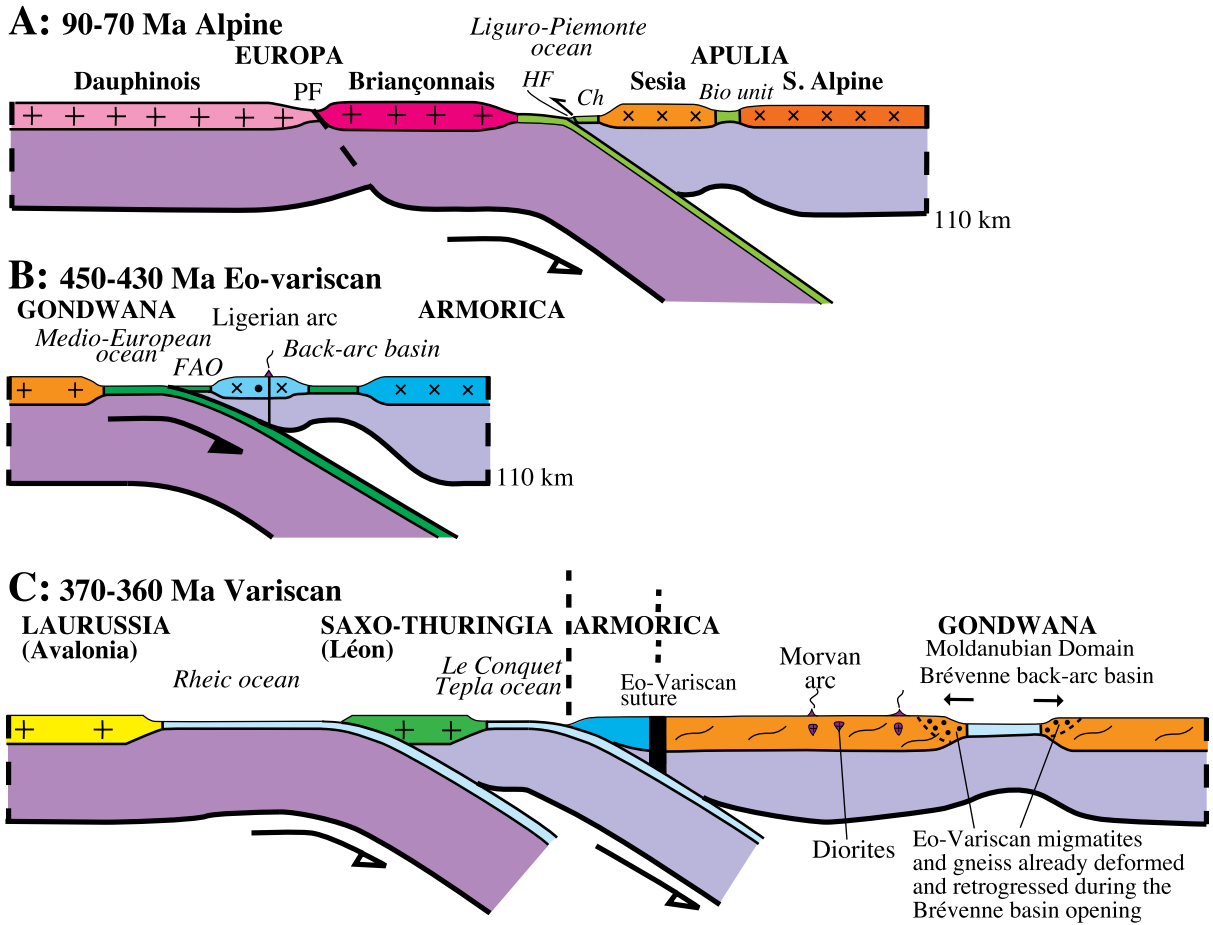 A: 90-70 Ma Alpine
Liguro-Piemonte
ocean
EUROPA
APULIA
Dauphinois
PF
Briançonnais
HF
Ch
Sesia
Bio unit
S. Alpine
110 km
B: 450-430 Ma Eo-variscan
GONDWANA
Ligerian arc
ARMORICA
Medio-European
ocean
FAO
Back-arc basin
110 km
C: 370-360 Ma Variscan
LAURUSSIA
(Avalonia)
SAXO-THURINGIA
(Léon)
ARMORICA
GONDWANA
Moldanubian Domain
Brévenne back-arc basin
Rheic ocean
Le Conquet
Tepla ocean
Eo-Variscan
suture
Morvan
arc
Diorites
Eo-Variscan migmatites
and gneiss already deformed
and retrogressed during the
Brévenne basin opening